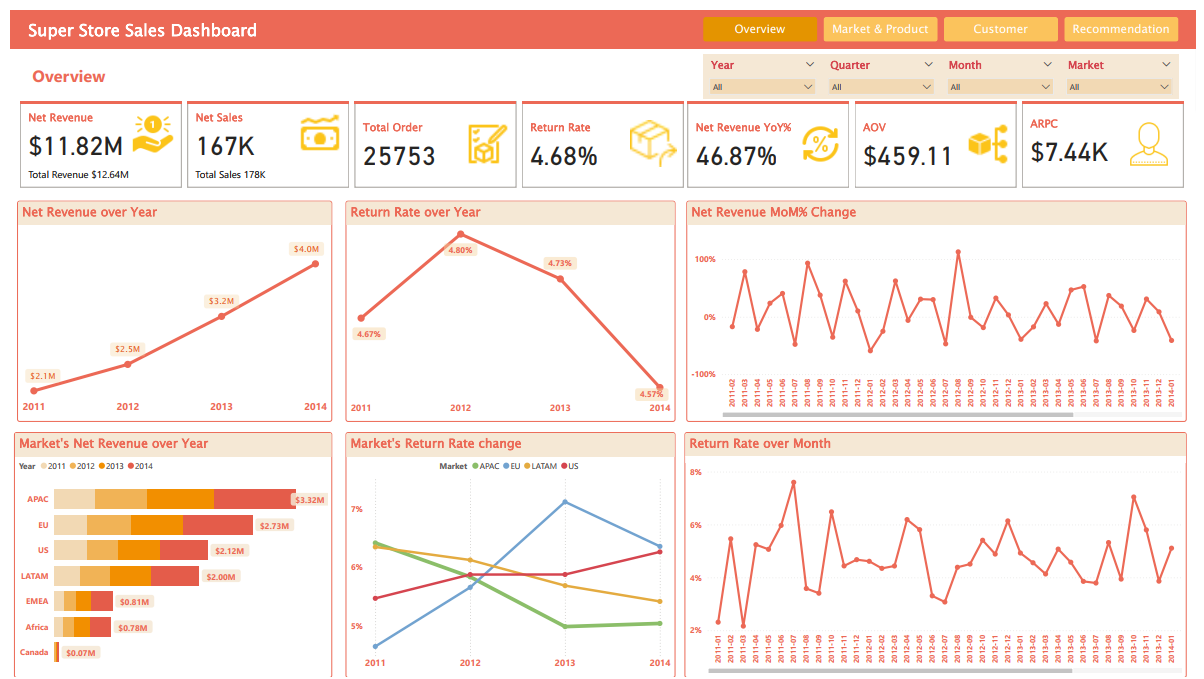 Super Store Sales Dashboard
Overview Market & Product Customer Recommendation
Overview
Year Quarter Month Market
All All All All
Net Revenue
$11.82M
Total Revenue $12.64M
Net Sales
167K
Total Sales 178K
Total Order
25753
Return Rate
4.68%
Net Revenue YoY%
46.87%
AOV
$459.11
ARPC
$7.44K
Net Revenue over Year
$4.0M
$3.2M
$2.5M
$2.1M
2011 2012 2013 2014
Return Rate over Year
4.80%
4.73%
4.67%
4.57%
2011 2012 2013 2014
Net Revenue MoM% Change
100%
0%
-100%
2011-02 2011-03 2011-04 2011-05 2011-06 2011-07 2011-08 2011-09 2011-10 2011-11 2011-12 2012-01 2012-02 2012-03 2012-04 2012-05 2012-06 2012-07 2012-08 2012-09 2012-10 2012-11 2012-12 2013-01 2013-02 2013-03 2013-04 2013-05 2013-06 2013-07 2013-08 2013-09 2013-10 2013-11 2013-12 2014-01
Market's Net Revenue over Year
Year 2011 2012 2013 2014
APAC $3.32M
EU $2.73M
US $2.12M
LATAM $2.00M
EMEA $0.81M
Africa $0.78M
Canada $0.07M
Market's Return Rate change
Market APAC EU LATAM US
7%
6%
5%
2011 2012 2013 2014
Return Rate over Month
8%
6%
4%
2%
2011-01 2011-02 2011-03 2011-04 2011-05 2011-06 2011-07 2011-08 2011-09 2011-10 2011-11 2011-12 2012-01 2012-02 2012-03 2012-04 2012-05 2012-06 2012-07 2012-08 2012-09 2012-10 2012-11 2012-12 2013-01 2013-02 2013-03 2013-04 2013-05 2013-06 2013-07 2013-08 2013-09 2013-10 2013-11 2013-12 2014-01